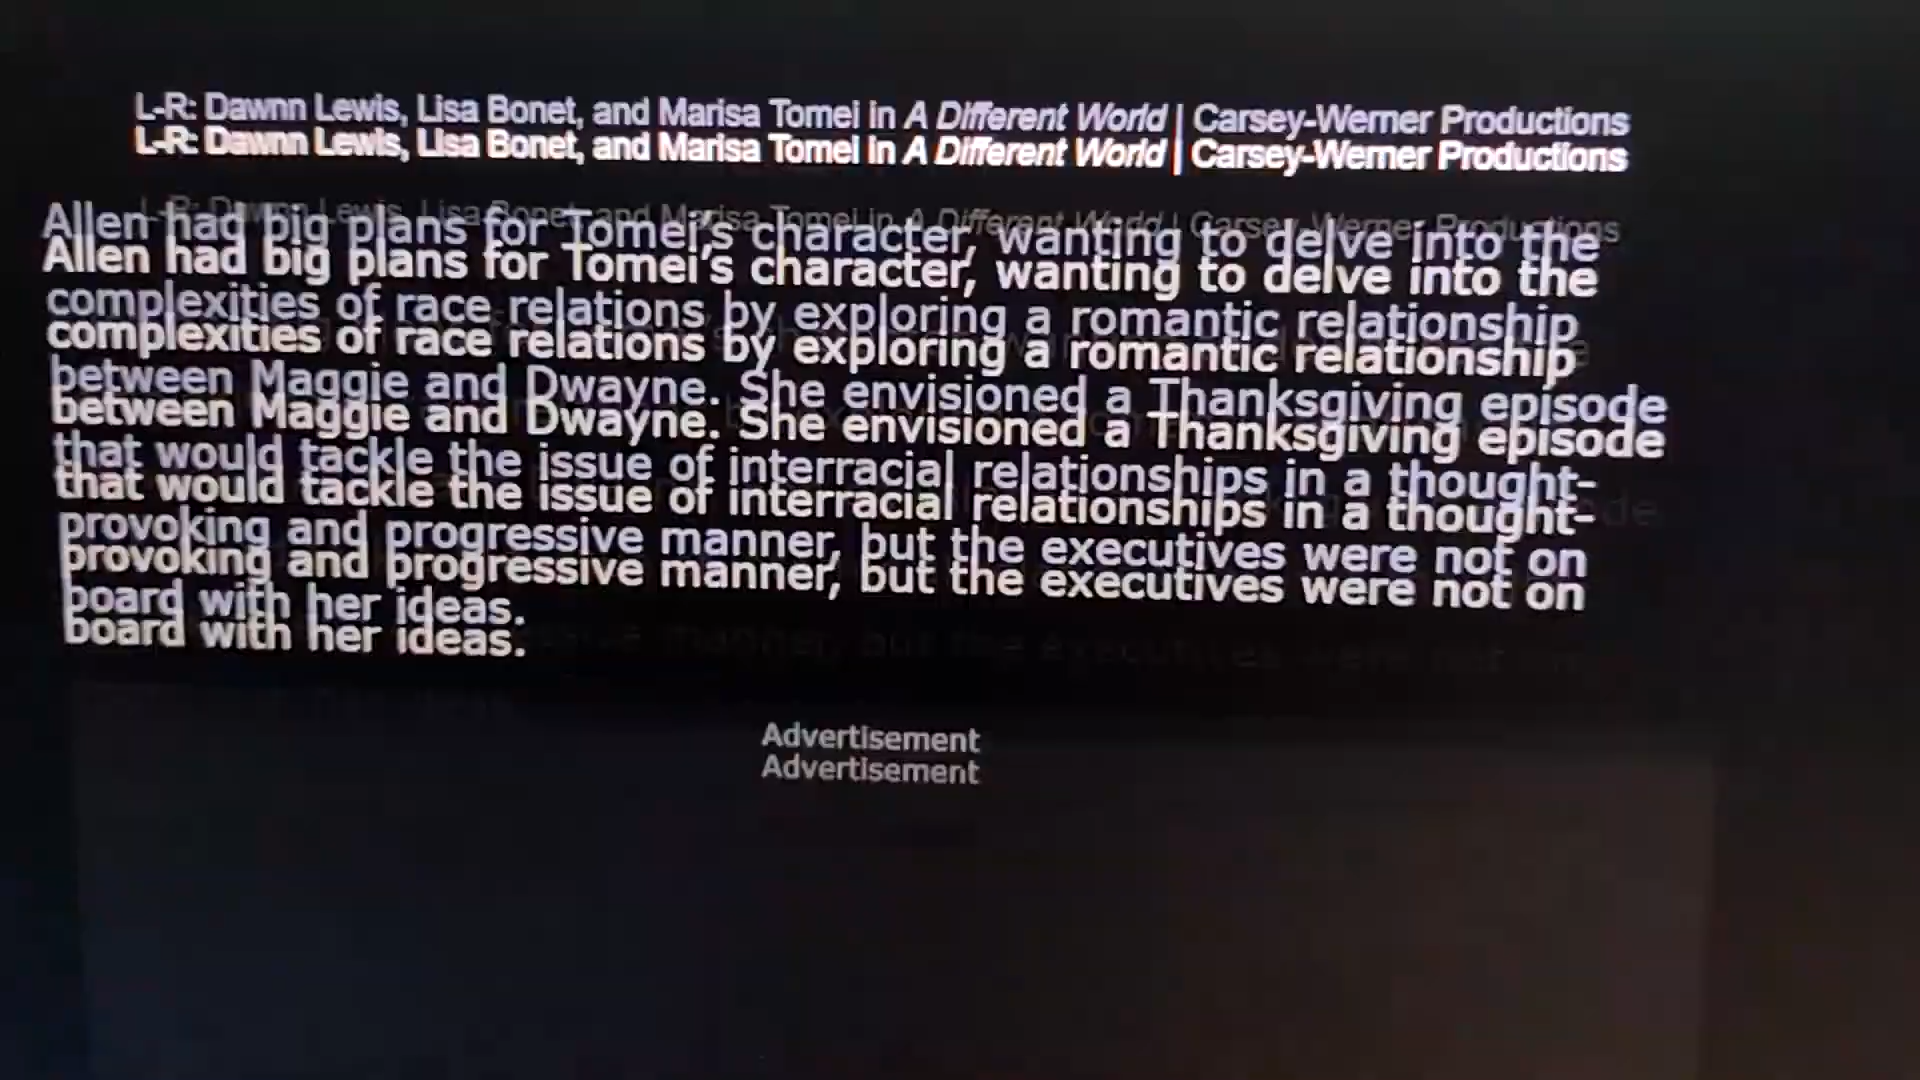 L-R: Dawnn Lewis, Lisa Bonet, and Marisa Tomei in A Different World | Carsey-Werner Productions
Allen had big plans for Tomei's character, wanting to delve into the
complexities of race relations by exploring a romantic relationship
between Maggie and Dwayne. She envisioned a Thanksgiving episode
that would tackle the issue of interracial relationships in a thought-
provoking and progressive manner, but the executives were not on
board with her ideas.
Advertisement